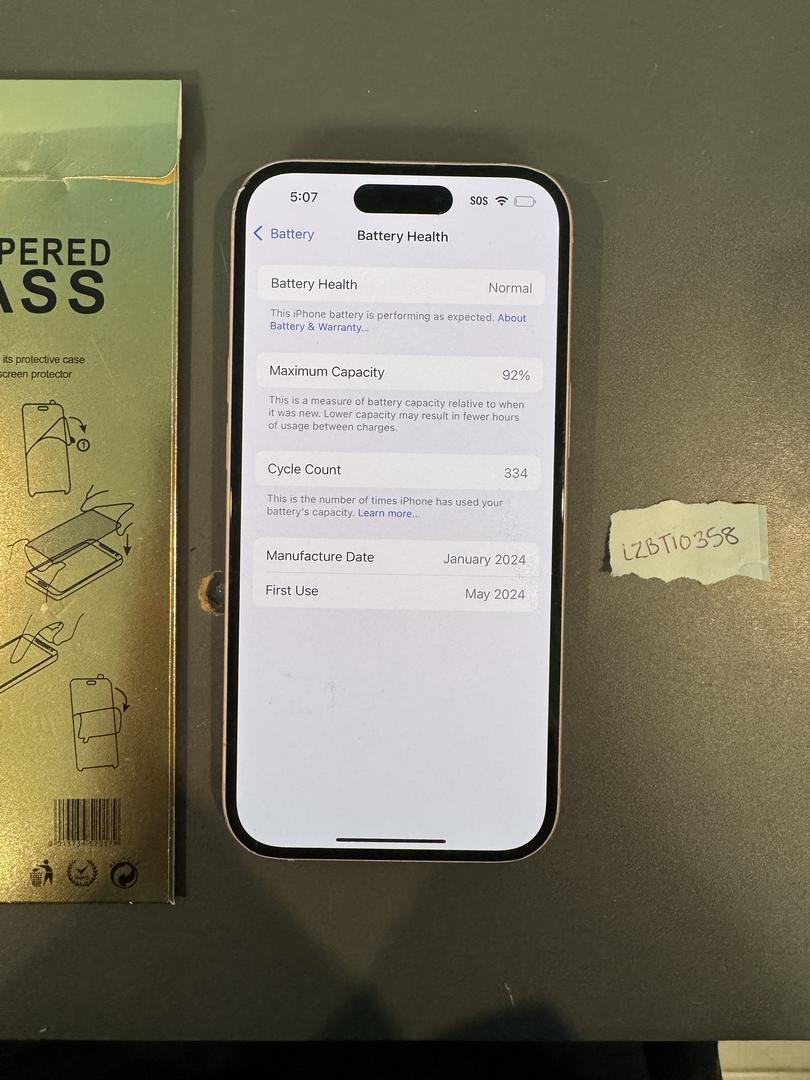 PERED
ASS
its protective case
screen protector
1
5:07
SOS
Battery
Battery Health
Battery Health
Normal
This iPhone battery is performing as expected. About
Battery & Warranty...
Maximum Capacity
92%
This is a measure of battery capacity relative to when
it was new. Lower capacity may result in fewer hours
of usage between charges.
Cycle Count
334
This is the number of times iPhone has used your
battery's capacity. Learn more...
Manufacture Date
January 2024
First Use
May 2024
LZBT10358